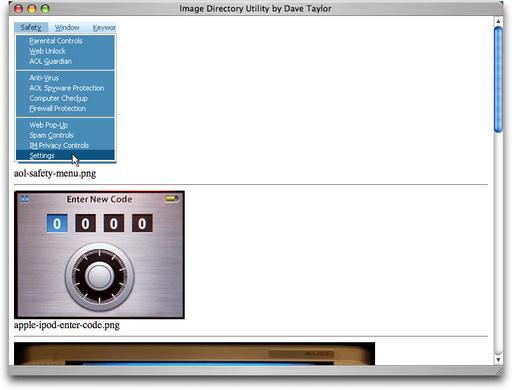 Image Directory Utility by Dave Taylor
Safety Window Keywor
Parental Controls
Web Unlock
AOL Guardian
Anti-Virus
AOL Spyware Protection
Computer Checkup
Firewall Protection
Web Pop-Up
Spam Controls
IM Privacy Controls
Settings
aol-safety-menu.png
Enter New Code
0 0 0 0
apple-ipod-enter-code.png